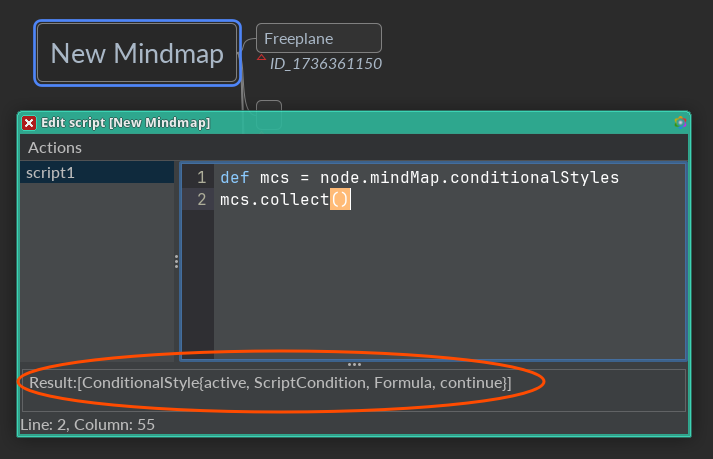 New Mindmap
Freeplane
ID_1736361150
Edit script [New Mindmap]
Actions
script1
1 def mcs = node.mindMap.conditionalStyles
2 mcs.collect()
Result:[ConditionalStyle{active, ScriptCondition, Formula, continue}]
Line: 2, Column: 55